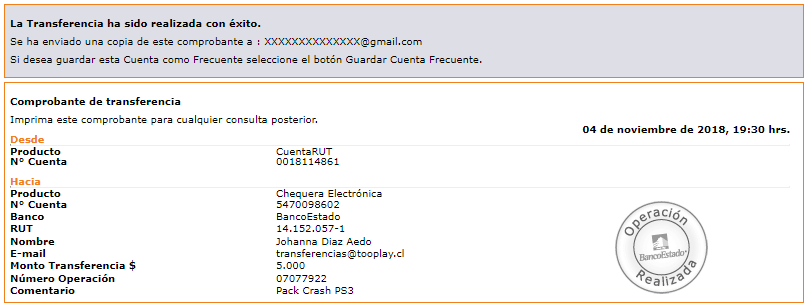 La Transferencia ha sido realizada con éxito.
Se ha enviado una copia de este comprobante a : XXXXXXXXXXXXXX@gmail.com
Si desea guardar esta Cuenta como Frecuente seleccione el botón Guardar Cuenta Frecuente.
Comprobante de transferencia
Imprima este comprobante para cualquier consulta posterior.
04 de noviembre de 2018, 19:30 hrs.
Desde
Producto CuentaRUT
Nº Cuenta 0018114861
Hacia
Producto Chequera Electrónica
Nº Cuenta 5470098602
Banco BancoEstado
RUT 14.152.057-1
Nombre Johanna Diaz Aedo
E-mail transferencias@tooplay.cl
Monto Transferencia $ 5.000
Número Operación 07077922
Comentario Pack Crash PS3
Operación
BancoEstado
Realizada